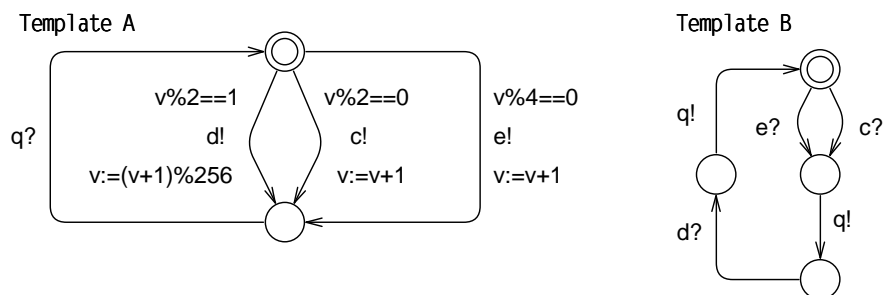 Template A
Template B
v%2==1
v%2==0
v%4==0
q?
d!
c!
e!
v:=(v+1)%256
v:=v+1
v:=v+1
q!
e?
c?
d?
q!